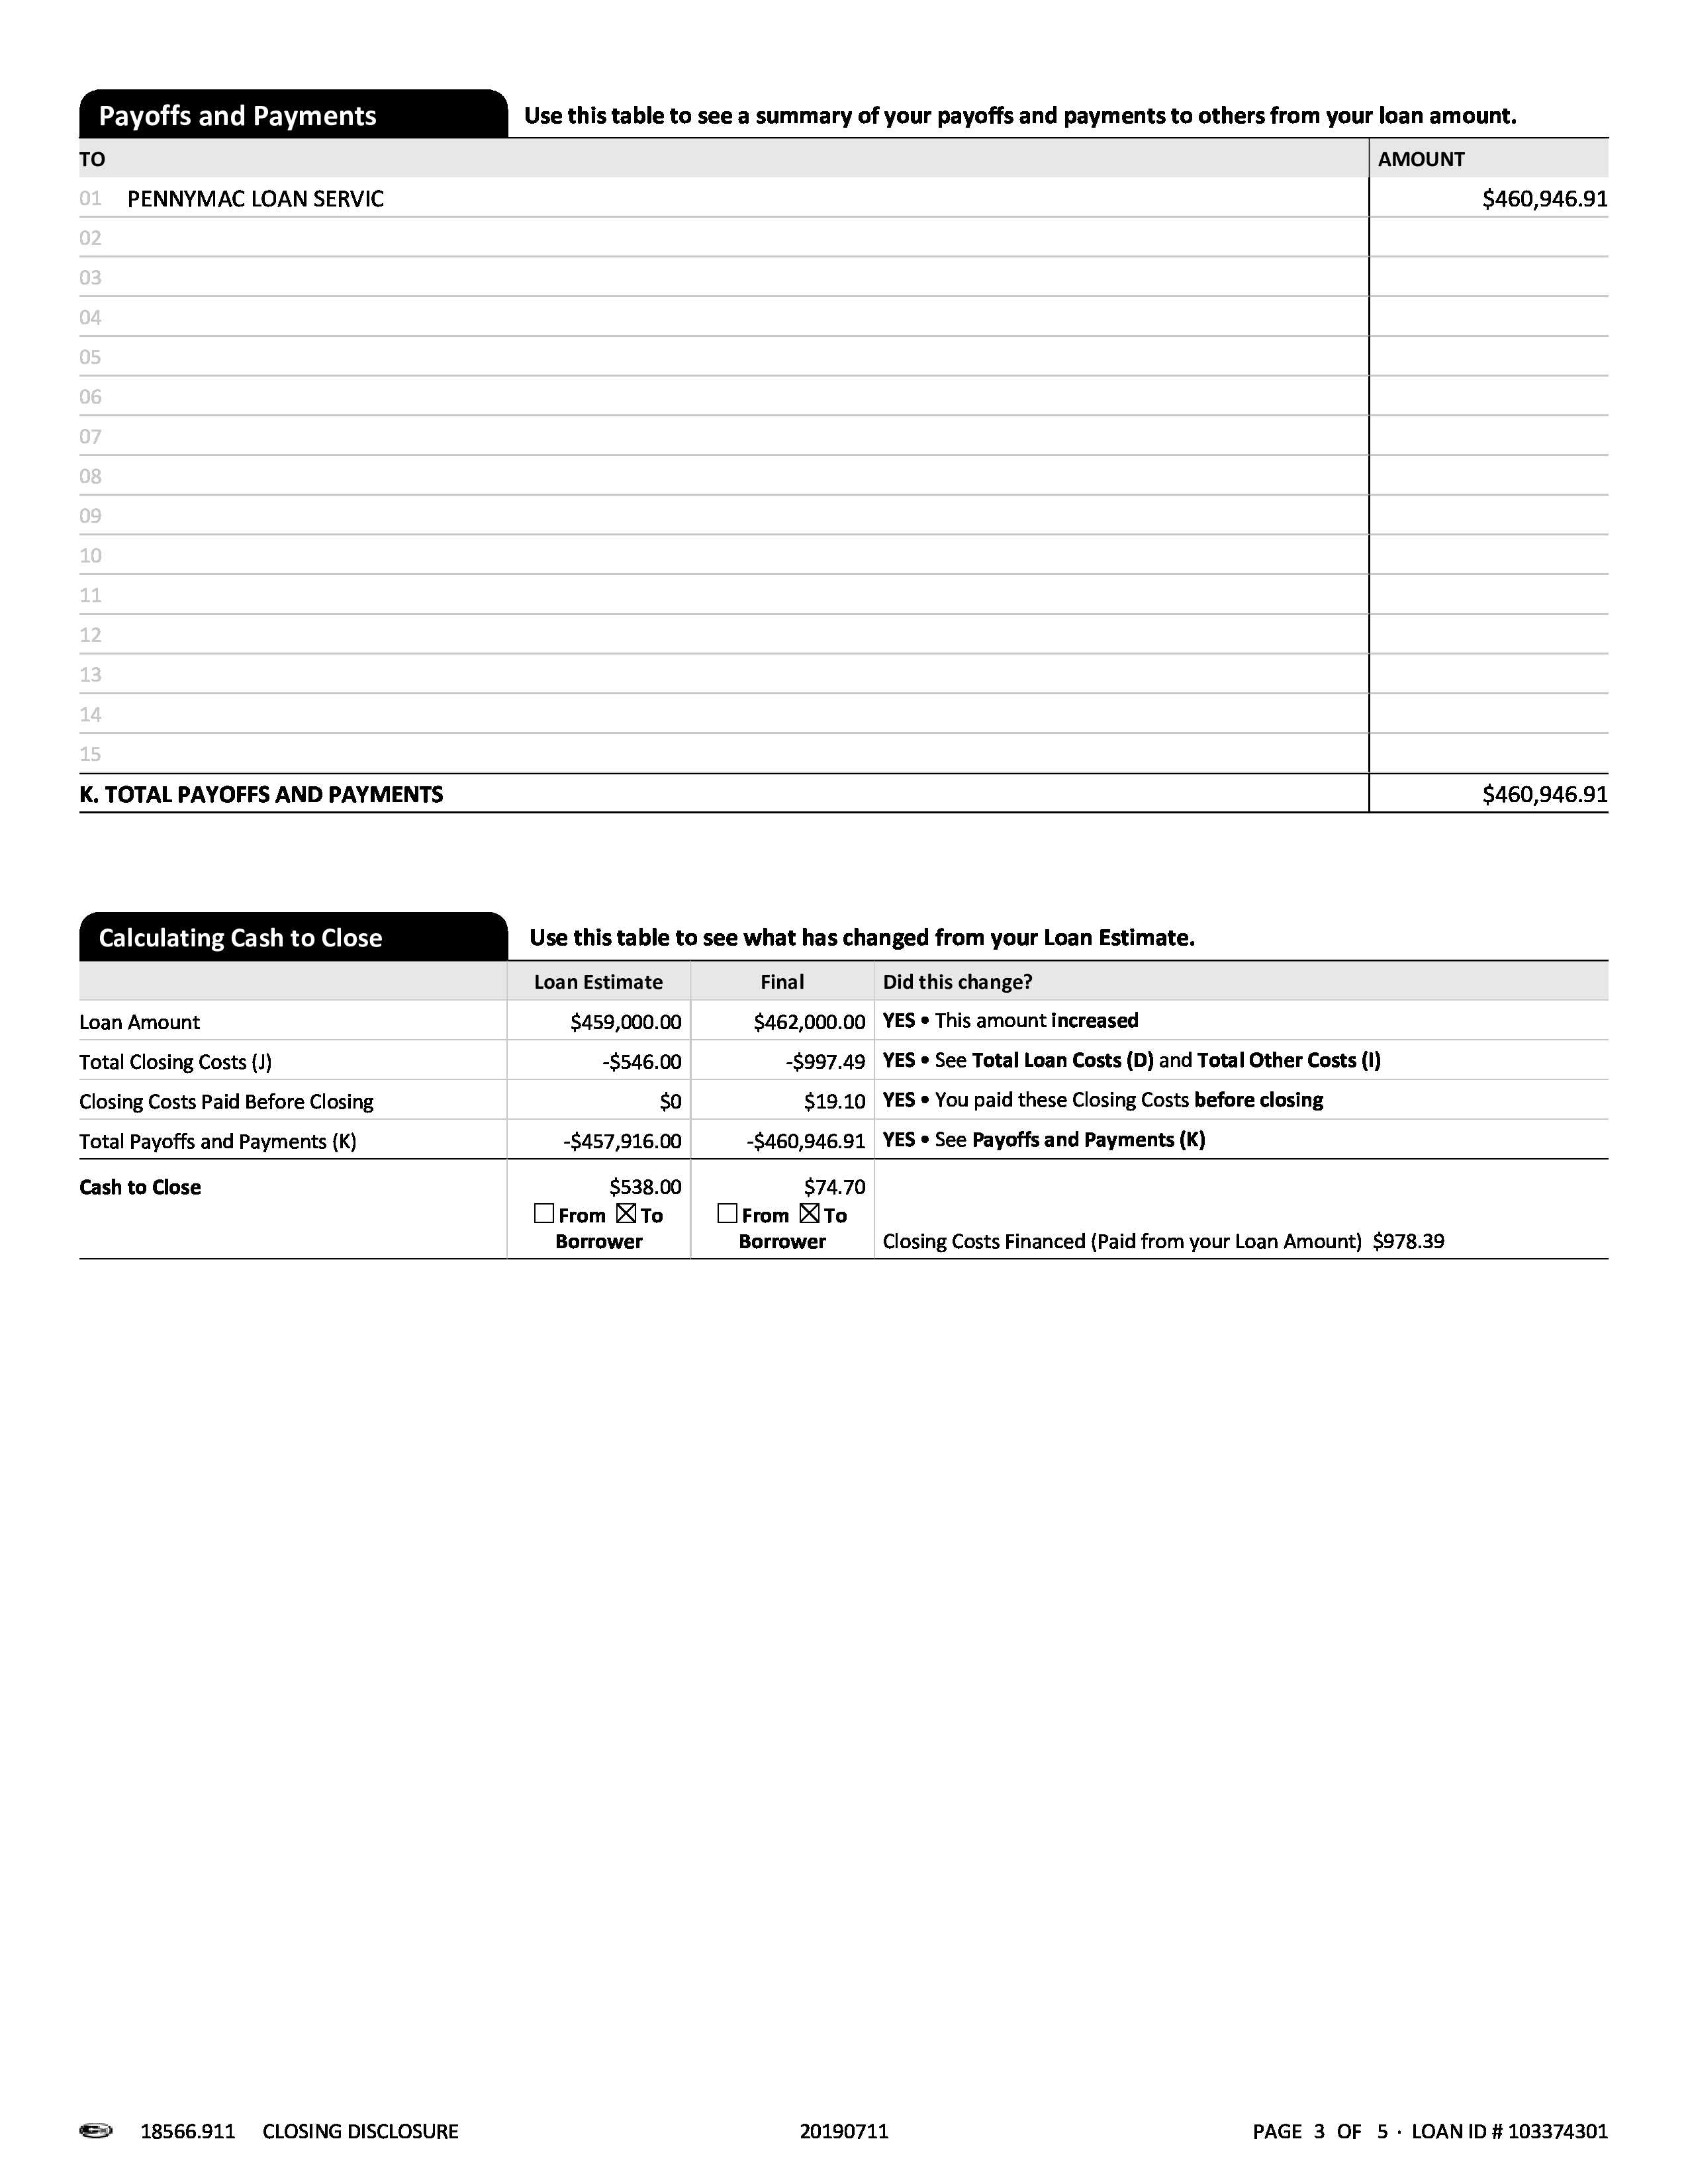 Payoffs and Payments Use this table to see a summary of your payoffs and payments to others from your loan amount.
TO AMOUNT
01 PENNYMAC LOAN SERVIC $460,946.91
02
03
04
05
06
07
08
09
10
11
12
13
14
15
K. TOTAL PAYOFFS AND PAYMENTS $460,946.91
Calculating Cash to Close Use this table to see what has changed from your Loan Estimate.
Loan Estimate Final Did this change?
Loan Amount $459,000.00 $462,000.00 YES • This amount increased
Total Closing Costs (J) -$546.00 -$997.49 YES • See Total Loan Costs (D) and Total Other Costs (I)
Closing Costs Paid Before Closing $0 $19.10 YES • You paid these Closing Costs before closing
Total Payoffs and Payments (K) -$457,916.00 -$460,946.91 YES • See Payoffs and Payments (K)
Cash to Close $538.00 $74.70
From To From To
Borrower Borrower Closing Costs Financed (Paid from your Loan Amount) $978.39
18566.911 CLOSING DISCLOSURE 20190711 PAGE 3 OF 5 · LOAN ID # 103374301